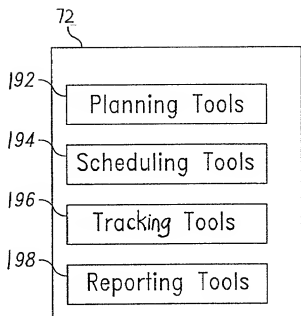 72
192
Planning Tools
194
Scheduling Tools
196
Tracking Tools
198
Reporting Tools